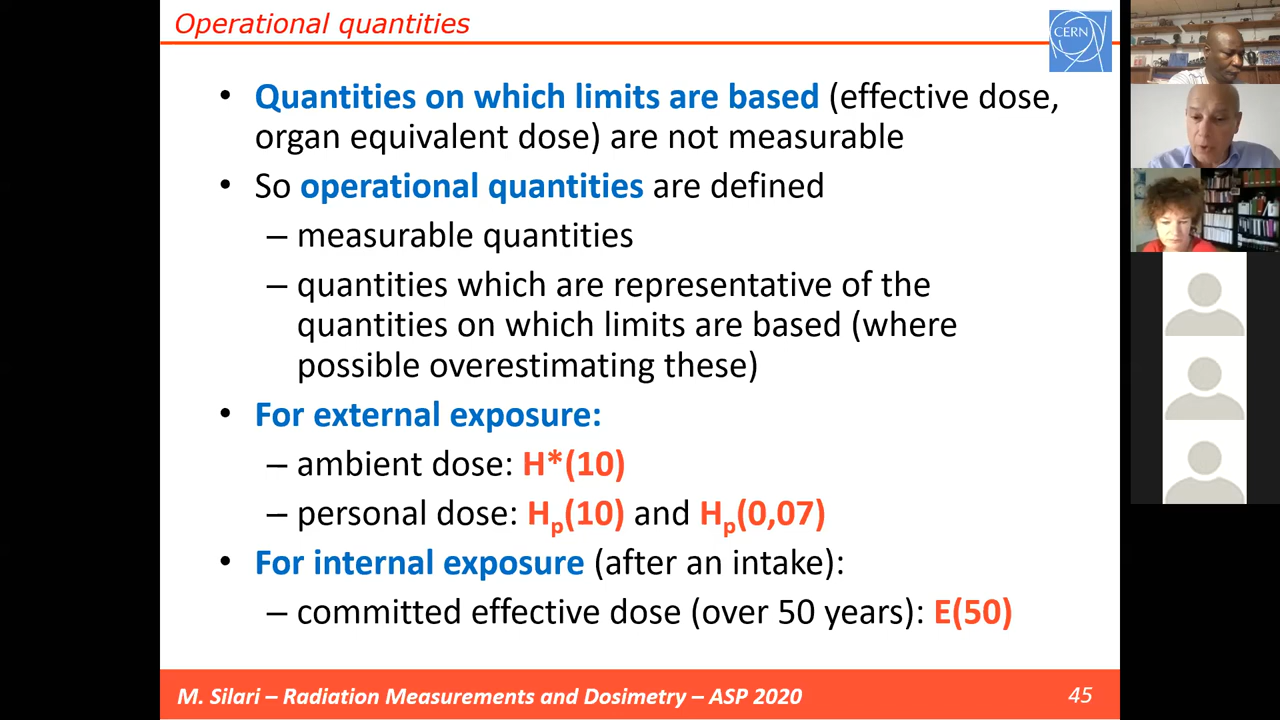 Operational quantities
CERN
• Quantities on which limits are based (effective dose,
organ equivalent dose) are not measurable
• So operational quantities are defined
– measurable quantities
– quantities which are representative of the
quantities on which limits are based (where
possible overestimating these)
• For external exposure:
– ambient dose: H*(10)
– personal dose: Hp(10) and Hp(0,07)
• For internal exposure (after an intake):
– committed effective dose (over 50 years): E(50)
M. Silari – Radiation Measurements and Dosimetry – ASP 2020
45